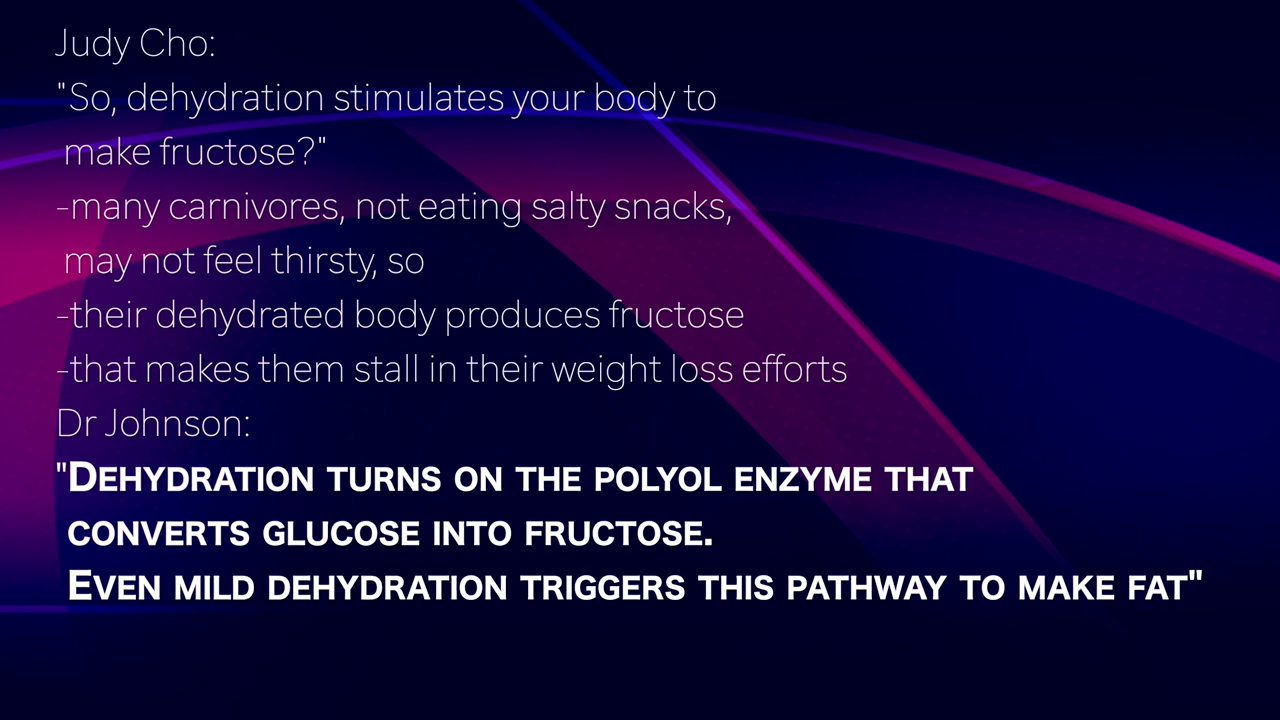 Judy Cho:
"So, dehydration stimulates your body to
make fructose?"
-many carnivores, not eating salty snacks,
may not feel thirsty, so
-their dehydrated body produces fructose
-that makes them stall in their weight loss efforts
Dr Johnson:
"Dehydration turns on the polyol enzyme that
converts glucose into fructose.
Even mild dehydration triggers this pathway to make fat"